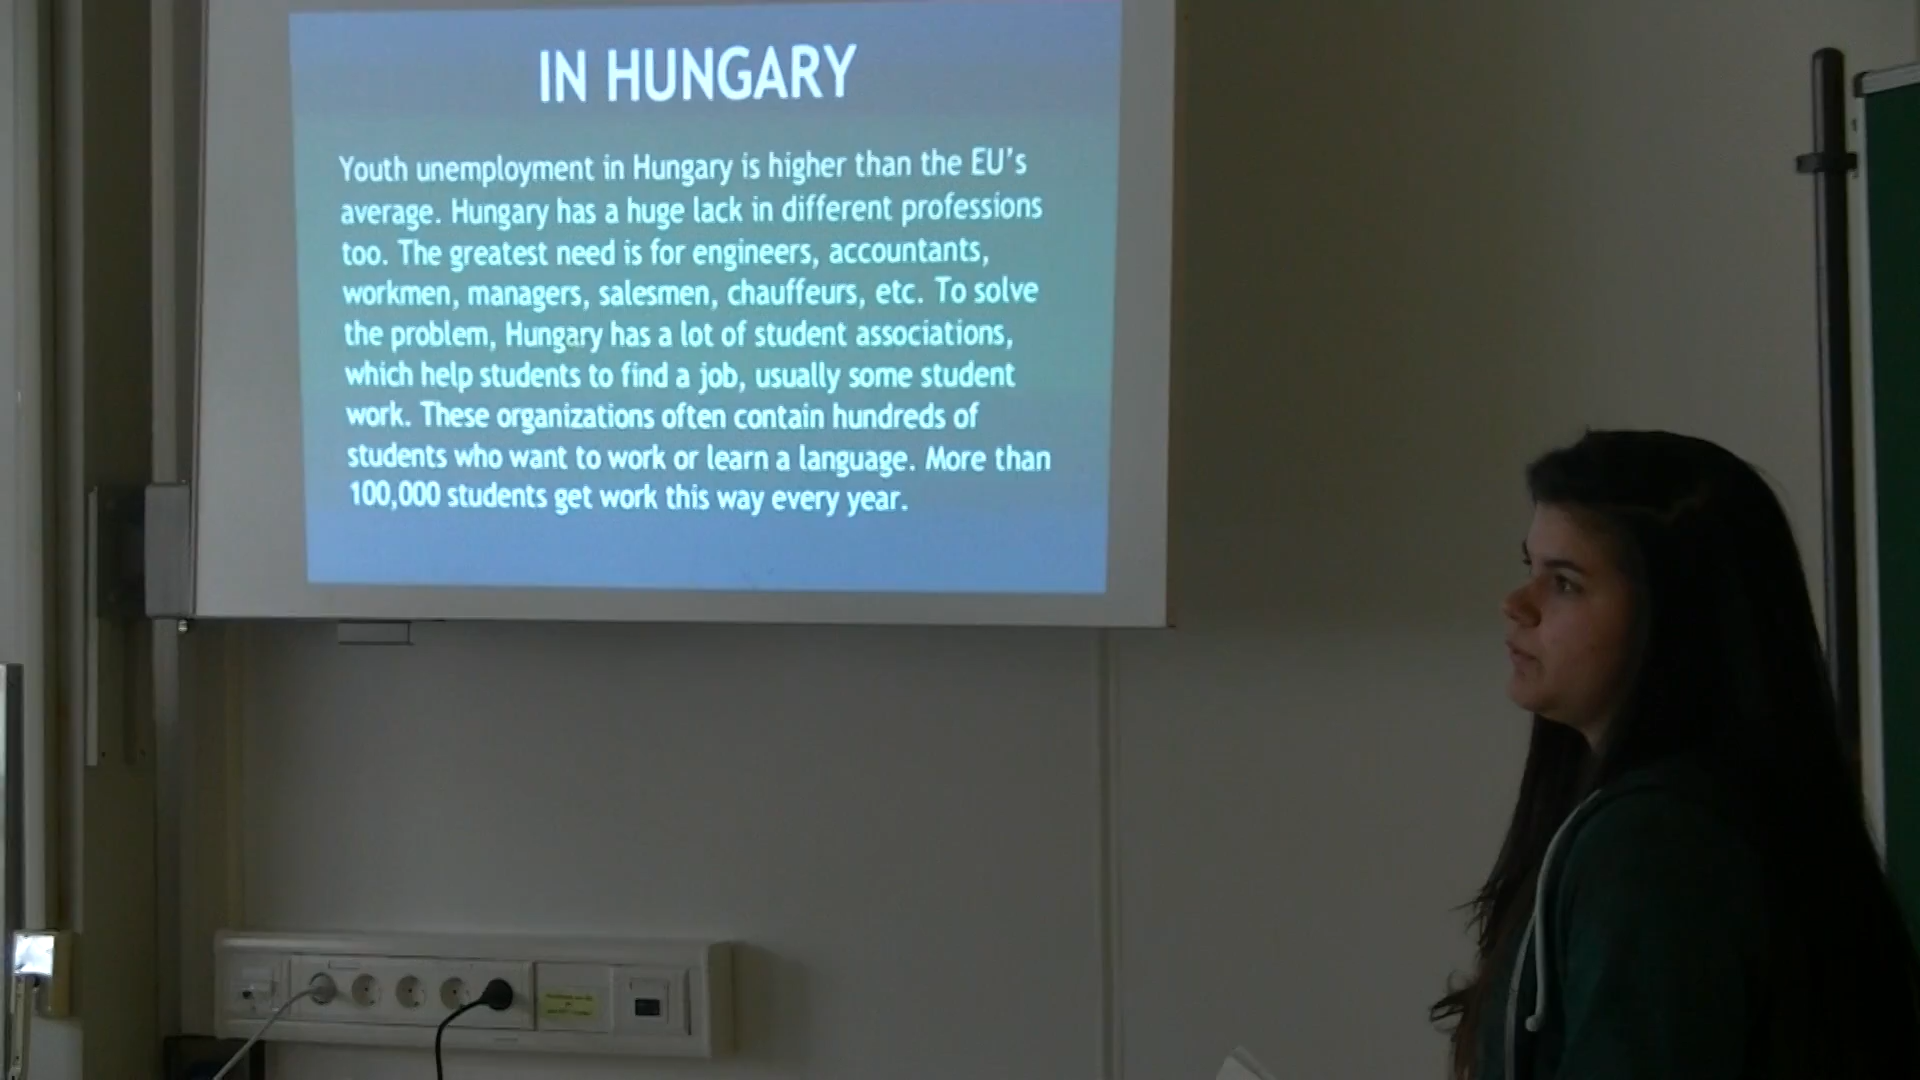 IN HUNGARY
Youth unemployment in Hungary is higher than the EU's
average. Hungary has a huge lack in different professions
too. The greatest need is for engineers, accountants,
workmen, managers, salesmen, chauffeurs, etc. To solve
the problem, Hungary has a lot of student associations,
which help students to find a job, usually some student
work. These organizations often contain hundreds of
students who want to work or learn a language. More than
100,000 students get work this way every year.